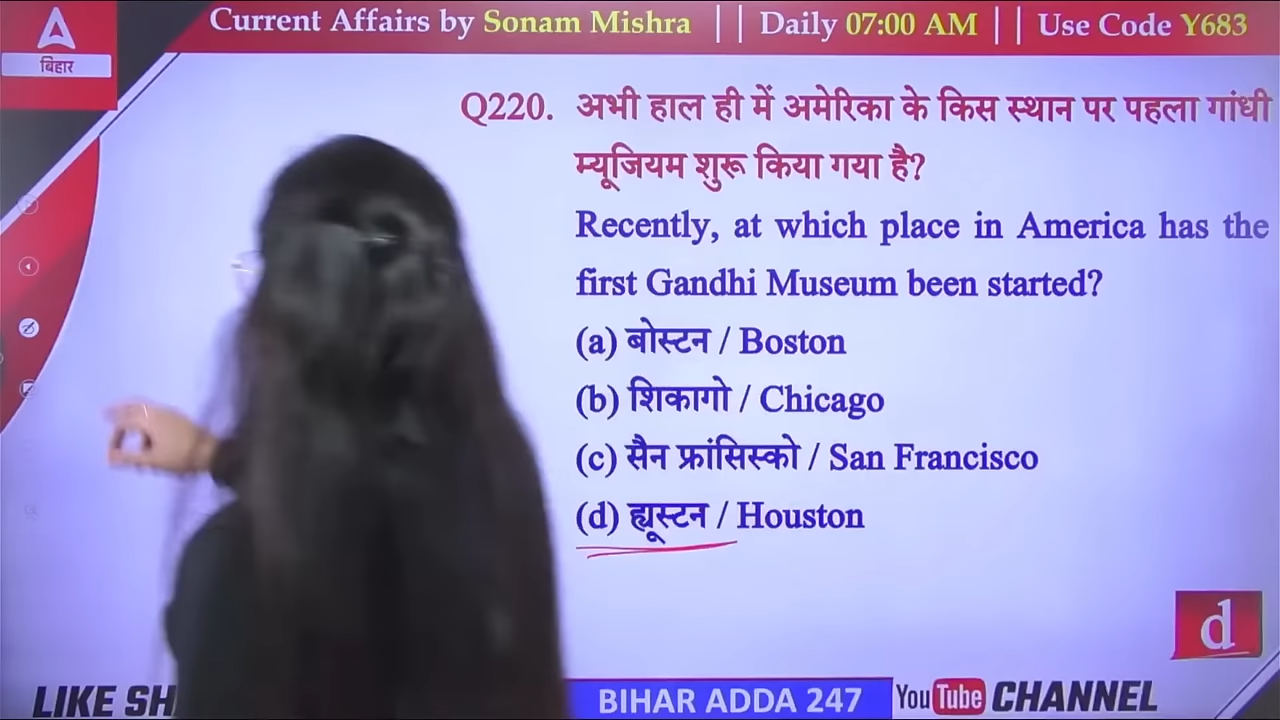 Current Affairs by Sonam Mishra || Daily 07:00 AM || Use Code Y683
बिहार
Q220. अभी हाल ही में अमेरिका के किस स्थान पर पहला गांधी
म्यूजियम शुरू किया गया है?
Recently, at which place in America has the
first Gandhi Museum been started?
(a) बोस्टन / Boston
(b) शिकागो / Chicago
(c) सैन फ्रांसिस्को / San Francisco
(d) ह्यूस्टन / Houston
d
LIKE SH
BIHAR ADDA 247 YouTube CHANNEL